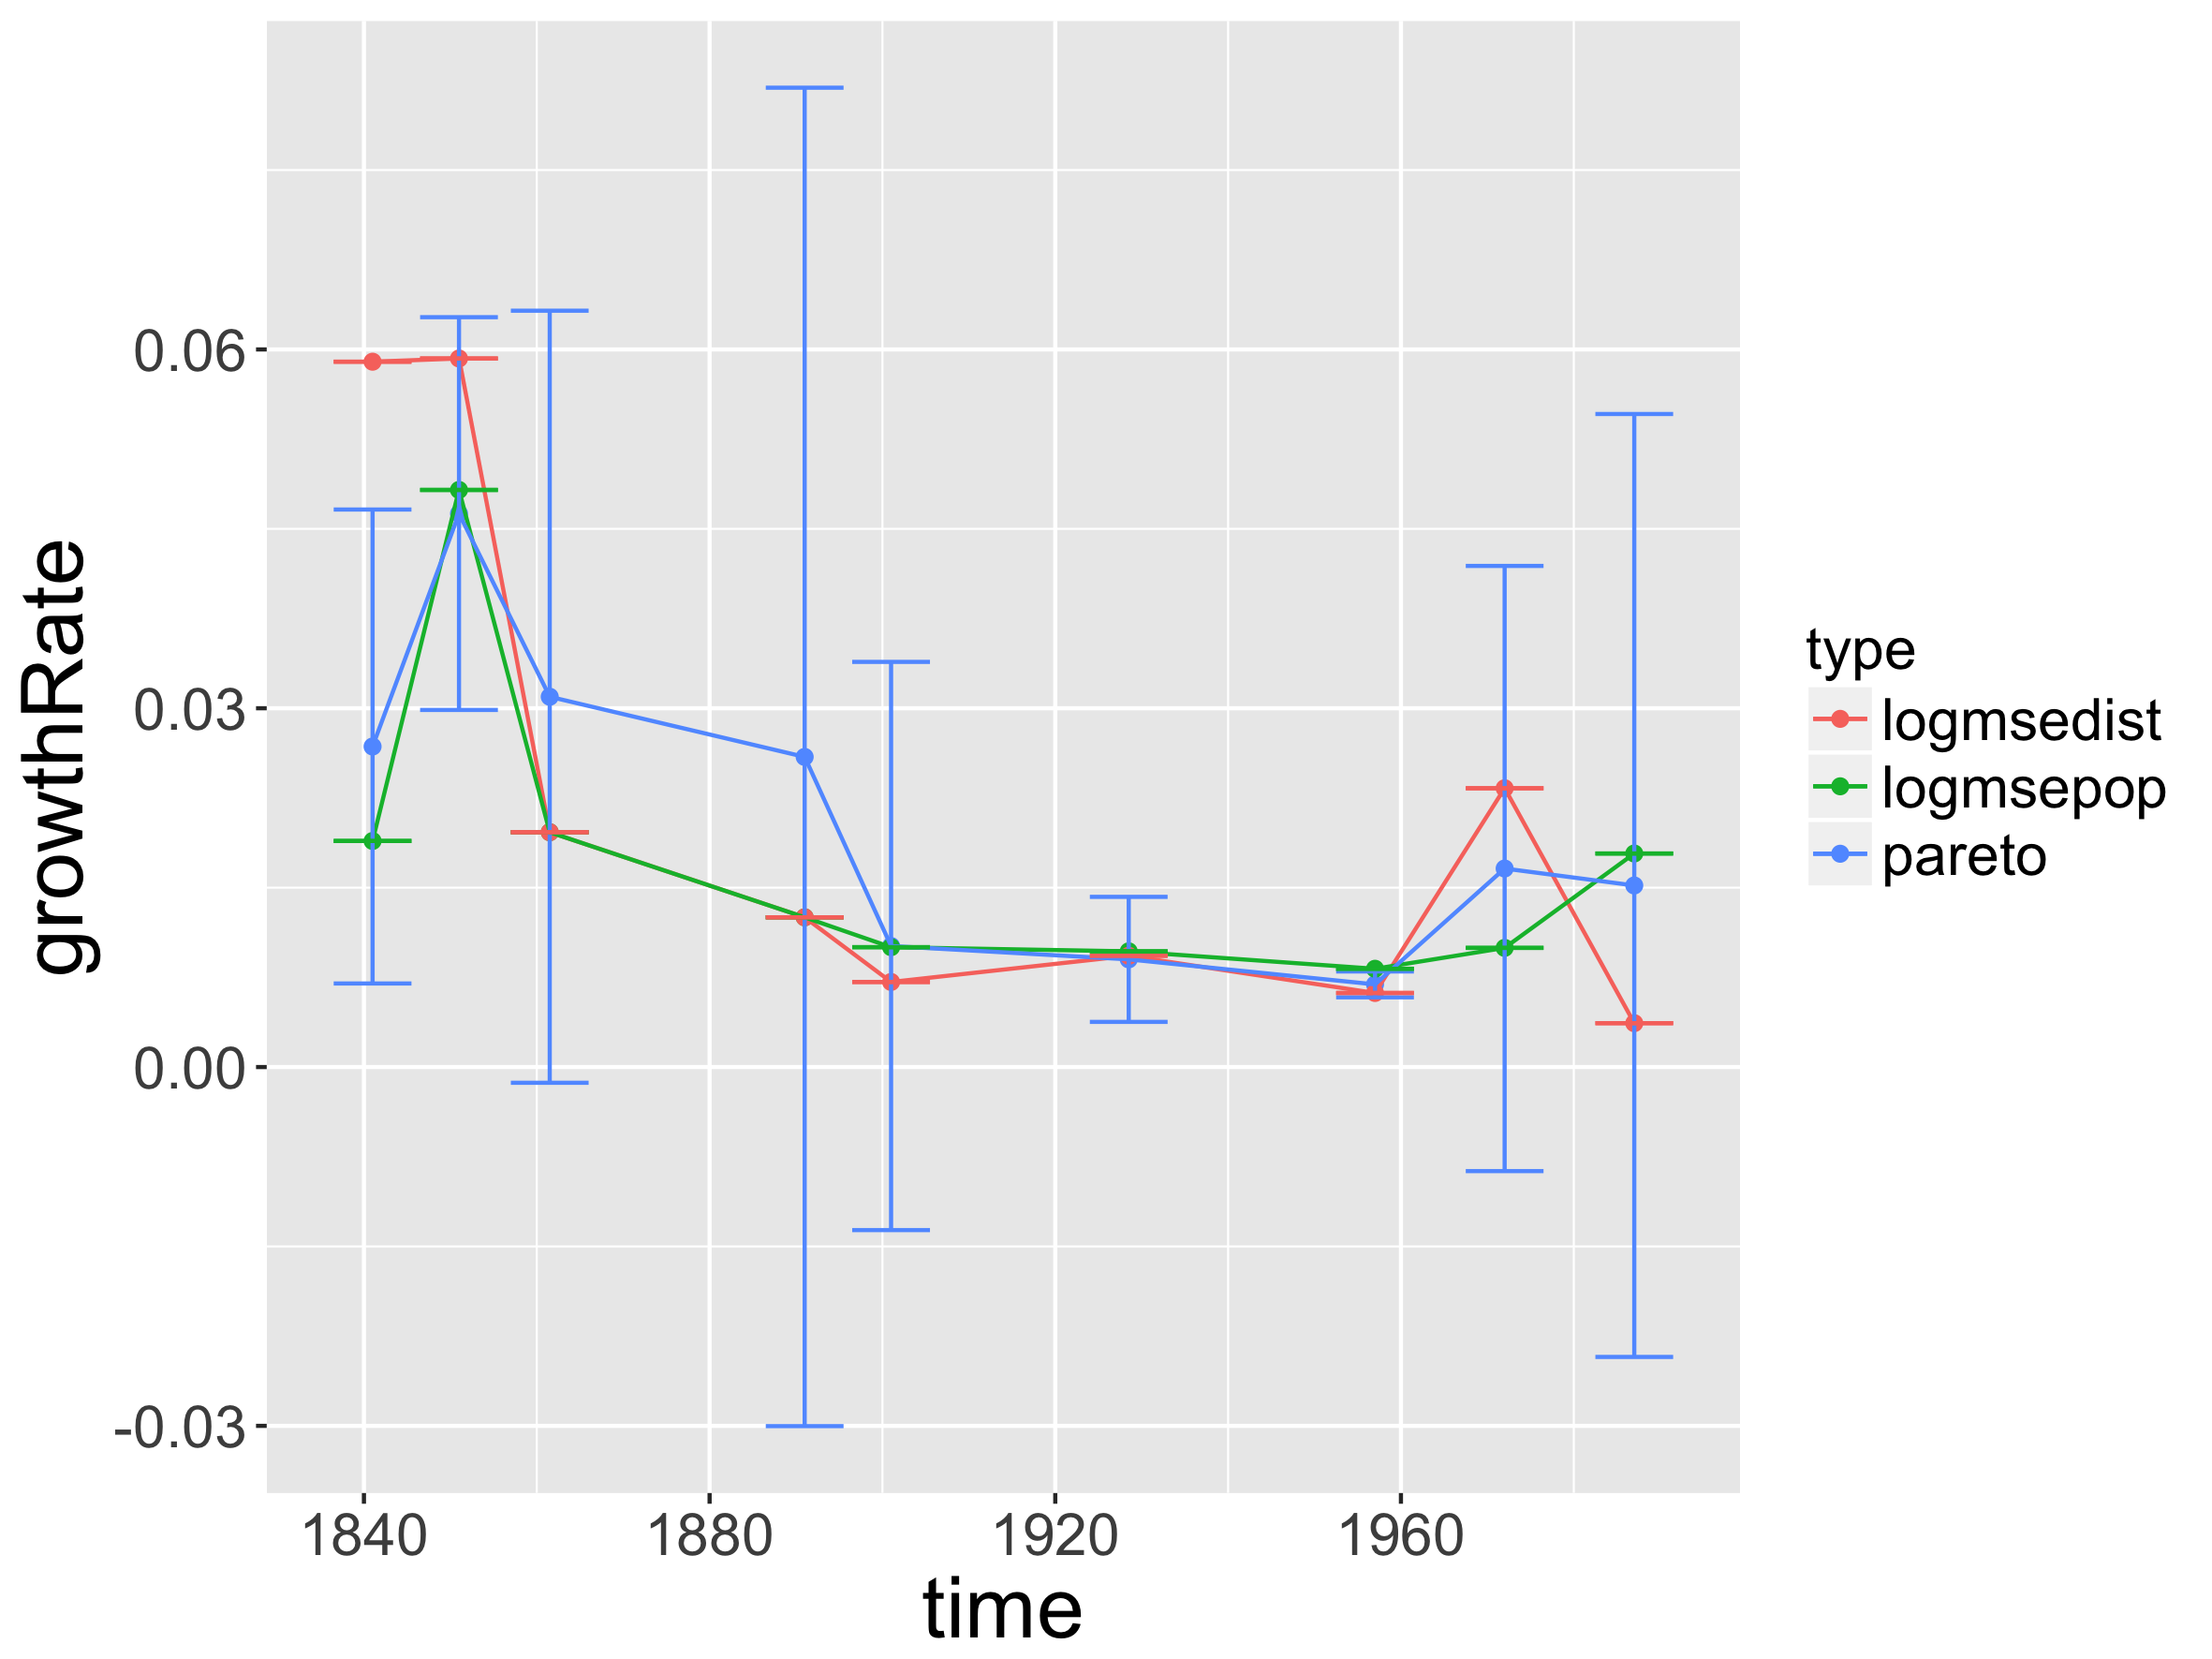 0.06
0.03
0.00
-0.03
growthRate
1840 1880 1920 1960
time
type
logmsedist
logmsepop
pareto